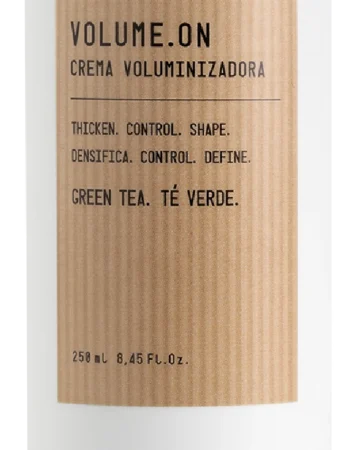 VOLUME.ON
CREMA VOLUMINIZADORA
THICKEN. CONTROL. SHAPE.
DENSIFICA. CONTROL. DEFINE.
GREEN TEA. TÉ VERDE.
250 ml 8,45 Fl.Oz.